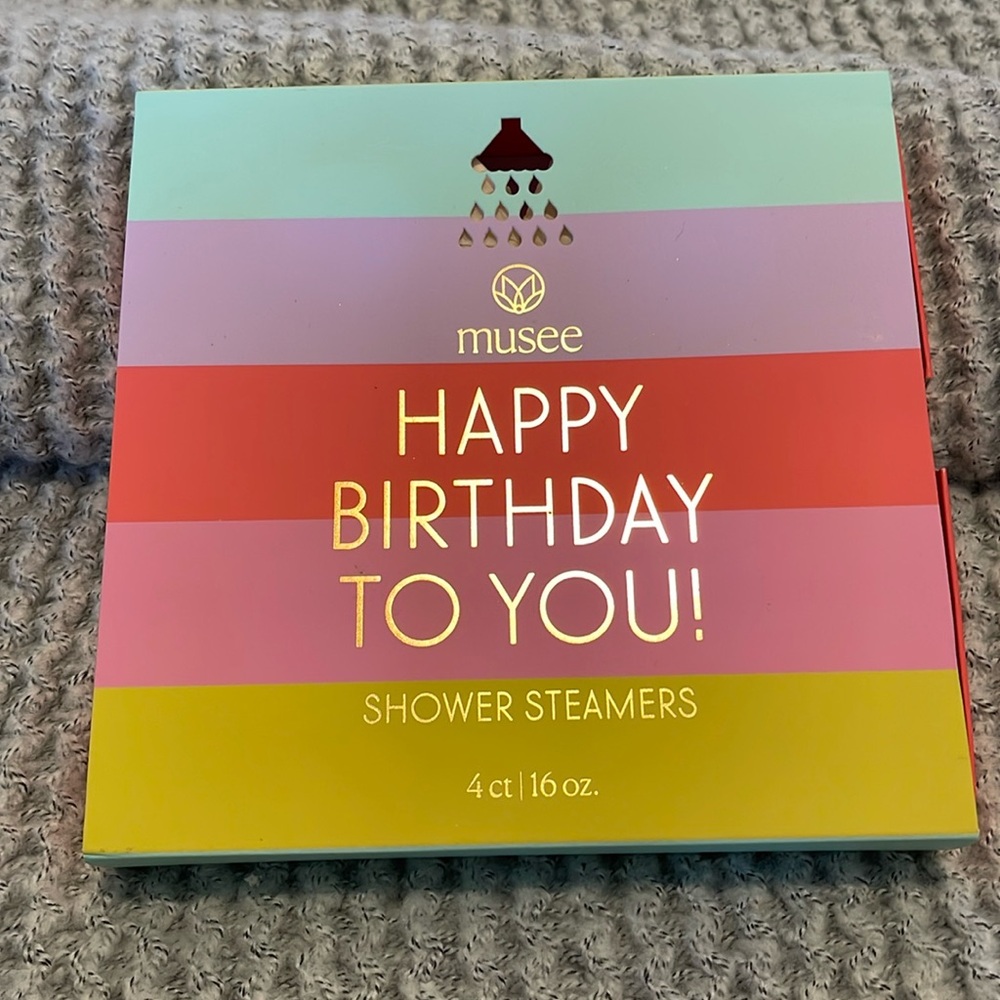 musee
HAPPY
BIRTHDAY
TO YOU!
SHOWER STEAMERS
4 ct | 16 oz.